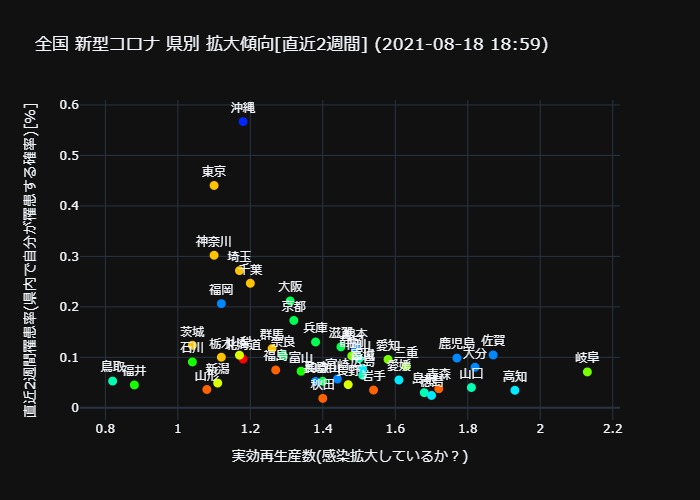 全国 新型コロナ 県別 拡大傾向[直近2週間] (2021-08-18 18:59)
直近2週間罹患率(県内で自分が罹患する確率)[%]
0.6
0.5
0.4
0.3
0.2
0.1
0
沖縄
東京
神奈川
埼玉
千葉
福岡
大阪
京都
兵庫
茨城
石川
群馬
奈良
愛知
三重
鹿児島
佐賀
大分
岐阜
鳥取
福井
山形
新潟
福島
富山
秋田
長野
岩手
愛媛
青森
徳島
山口
高知
0.8
1
1.2
1.4
1.6
1.8
2
2.2
実効再生産数(感染拡大しているか？)